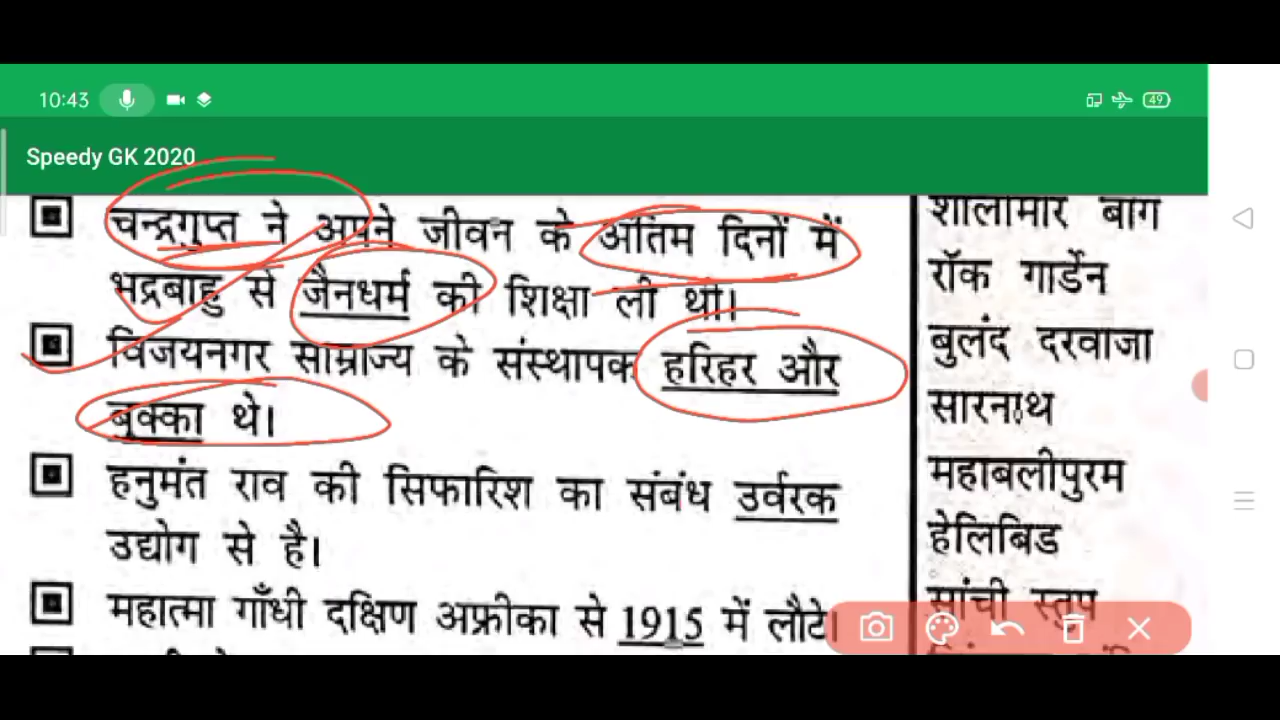 10:43
49
Speedy GK 2020
चन्द्रगुप्त ने अपने जीवन के अंतिम दिनों में
भद्रबाहु से जैनधर्म की शिक्षा ली थी।
विजयनगर साम्राज्य के संस्थापक हरिहर और
बुक्का थे।
हनुमंत राव की सिफारिश का संबंध उर्वरक
उद्योग से है।
महात्मा गाँधी दक्षिण अफ्रीका से 1915 में लौटे।
शालीमार बाग
रॉक गार्डेन
बुलंद दरवाजा
सारनाथ
महाबलीपुरम
हेलिबिड
सांची स्तुप